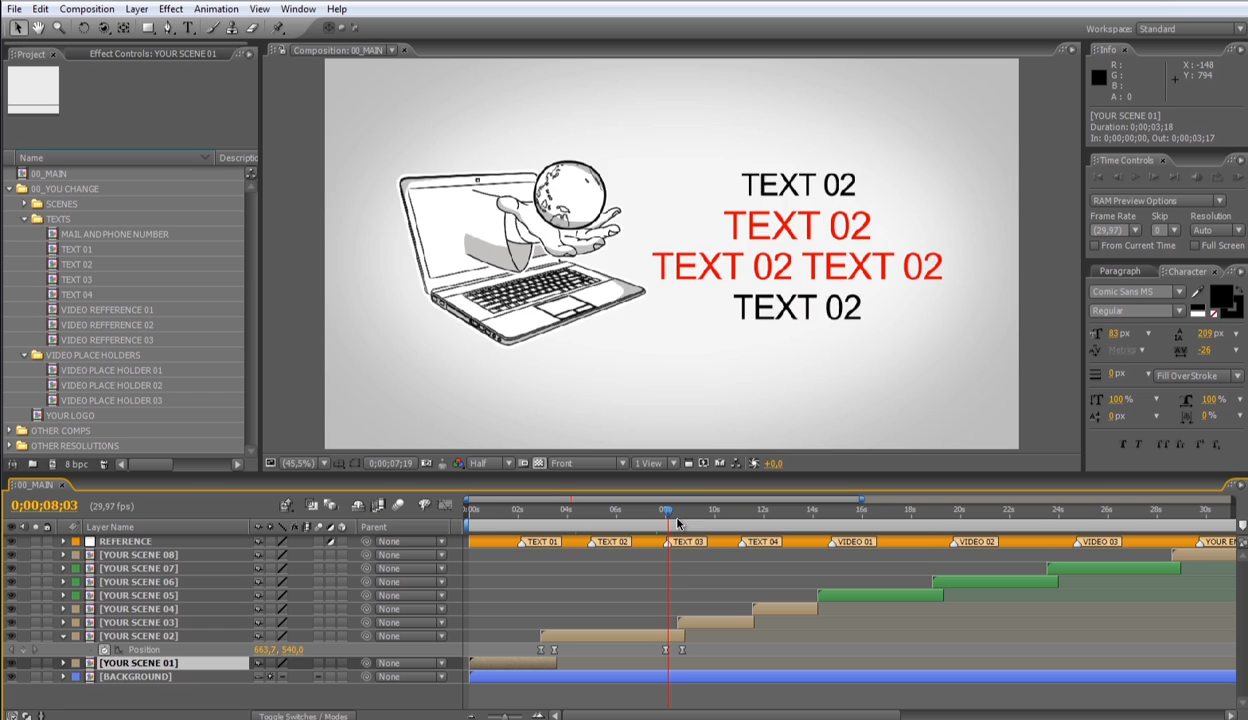 File Edit Composition Layer Effect Animation View Window Help
Workspace: Standard
Project Effect Controls: YOUR SCENE 01
Name Descriptio
00_MAIN
00_YOU CHANGE
SCENES
TEXTS
MAIL AND PHONE NUMBER
TEXT 01
TEXT 02
TEXT 03
TEXT 04
VIDEO REFFERENCE 01
VIDEO REFFERENCE 02
VIDEO REFFERENCE 03
VIDEO PLACE HOLDERS
VIDEO PLACE HOLDER 01
VIDEO PLACE HOLDER 02
VIDEO PLACE HOLDER 03
YOUR LOGO
OTHER COMPS
OTHER RESOLUTIONS
8 bpc
Composition: 00_MAIN
TEXT 02
TEXT 02
TEXT 02 TEXT 02
TEXT 02
(45,5%) 0;00;07;19 Half Front 1 View +0,0
Info
R : X : -148
G : Y : 794
B :
A : 0
[YOUR SCENE 01]
Duration: 0;00;03;18
In: 0;00;00;00, Out: 0;00;03;17
Time Controls
RAM Preview Options
Frame Rate Skip Resolution
(29,97) 0 Auto
From Current Time Full Screen
Paragraph Character
Comic Sans MS
Regular
83 px 209 px
Metrics -26
0 px Fill Over Stroke
100 % 100 %
0 px 0 %
00_MAIN
0;00;08;03 (29,97 fps)
02s 04s 06s 10s 12s 14s 16s 18s 20s 22s 24s 26s 28s 30s
Layer Name Parent
REFERENCE None TEXT 01 TEXT 02 TEXT 03 TEXT 04 VIDEO 01 VIDEO 02 VIDEO 03 YOUR E
[YOUR SCENE 08] None
[YOUR SCENE 07] None
[YOUR SCENE 06] None
[YOUR SCENE 05] None
[YOUR SCENE 04] None
[YOUR SCENE 03] None
[YOUR SCENE 02] None
Position 663,7, 540,0
[YOUR SCENE 01] None
[BACKGROUND] None
Toggle Switches / Modes